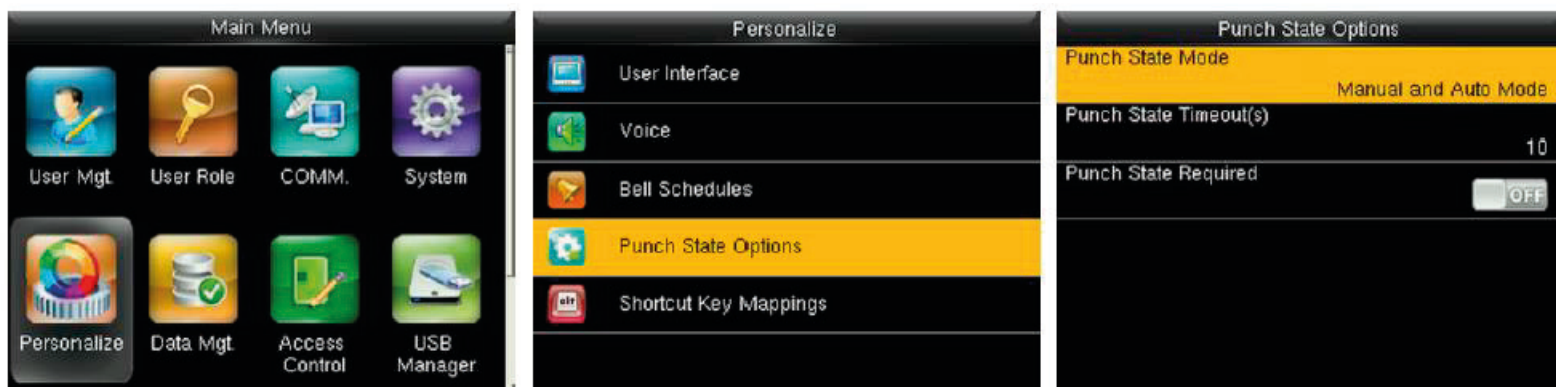 Main Menu
User Mgt.
User Role
COMM.
System
Personalize
Data Mgt.
Access
Control
USB
Manager
Personalize
User Interface
Voice
Bell Schedules
Punch State Options
alt
Shortcut Key Mappings
Punch State Options
Punch State Mode
Manual and Auto Mode
Punch State Timeout(s)
10
Punch State Required
OFF